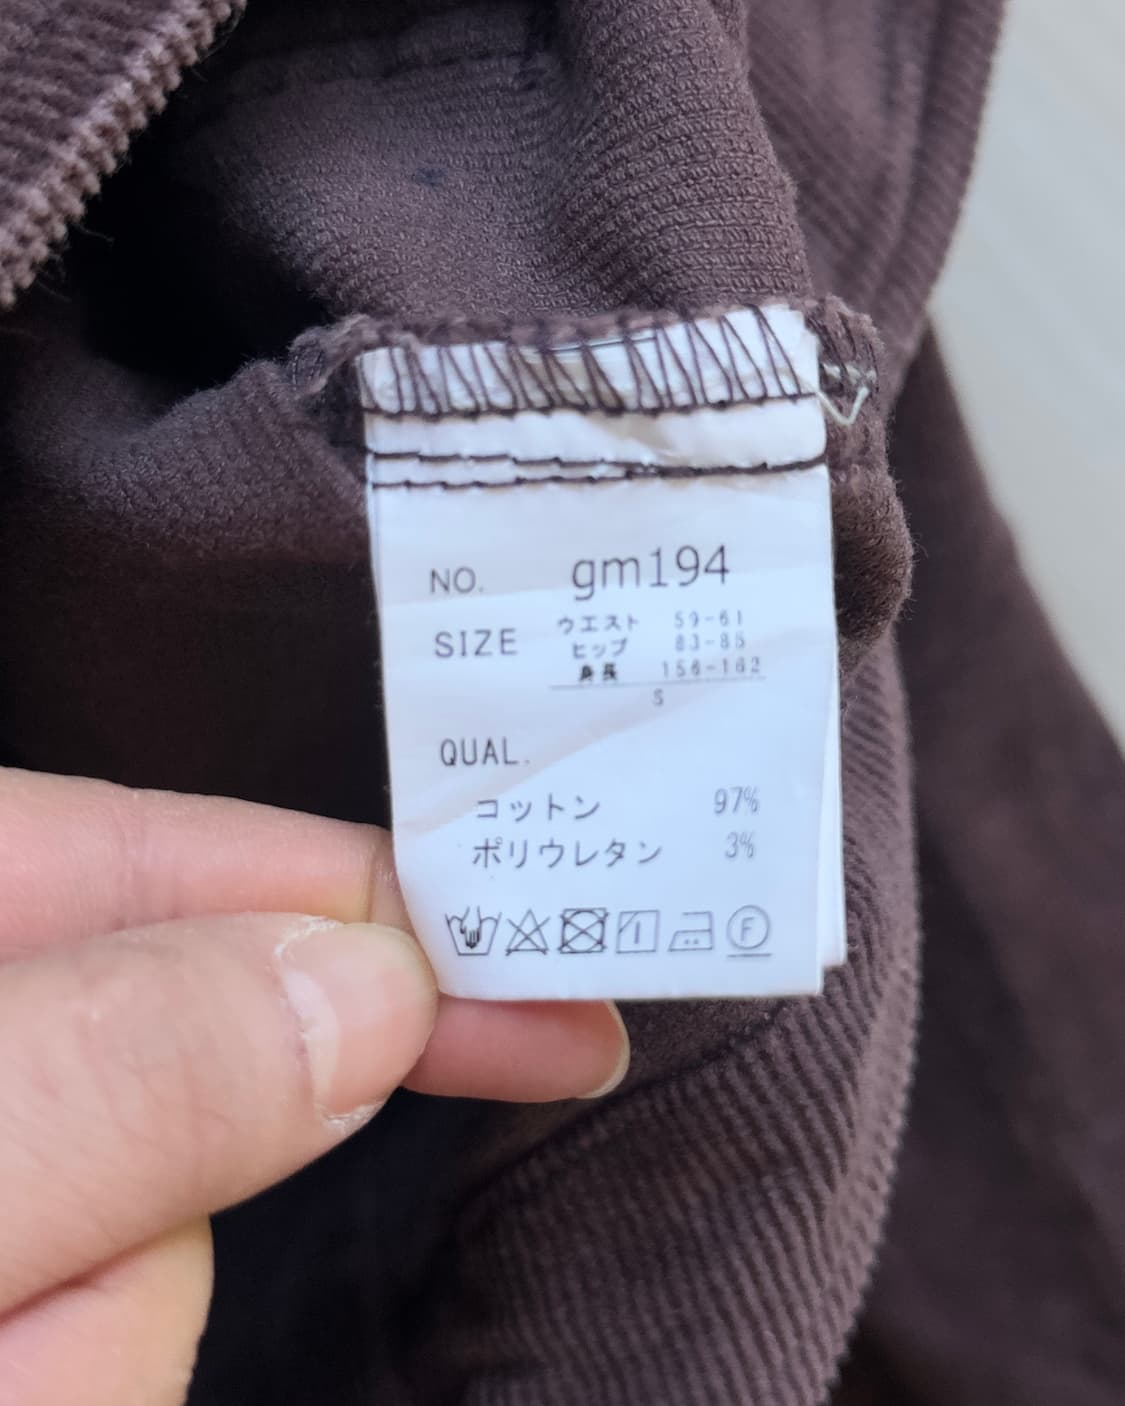 NO. gm194
SIZE ウエスト 59-61
ヒップ 83-85
身長 156-162
S
QUAL.
コットン 97%
ポリウレタン 3%
F